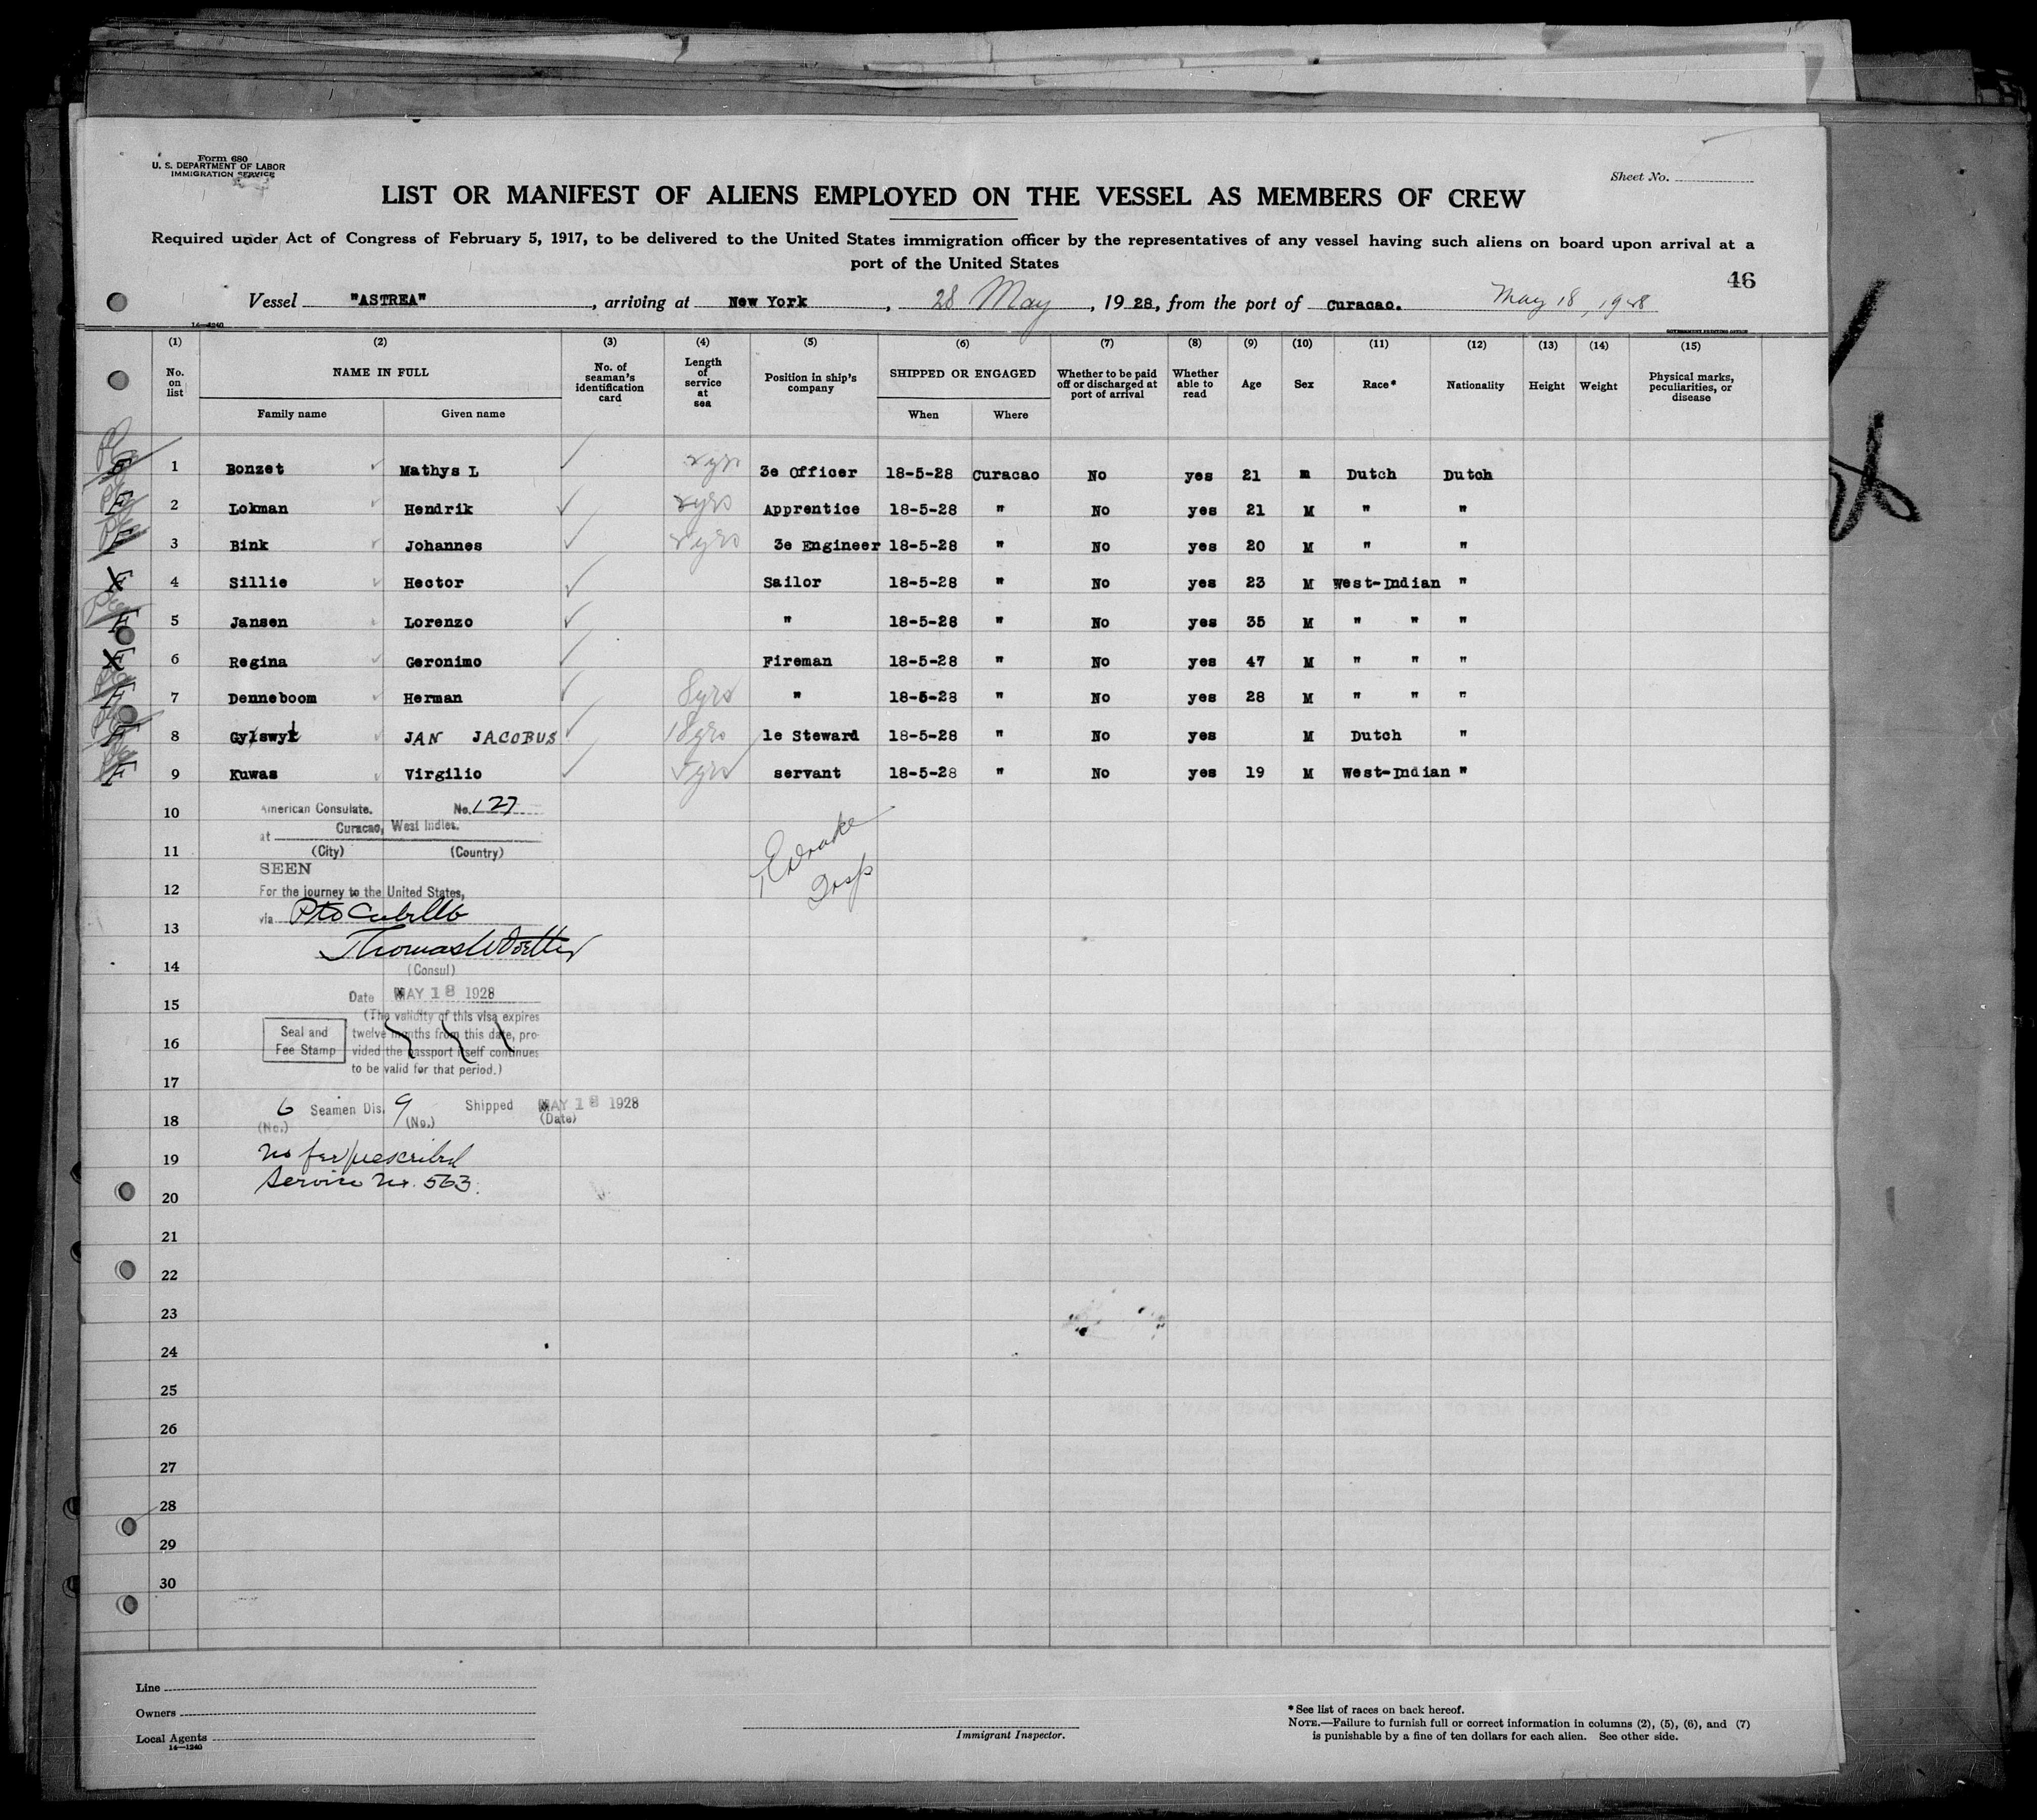 Form 680
U. S. DEPARTMENT OF LABOR
IMMIGRATION SERVICE
Sheet No.
LIST OR MANIFEST OF ALIENS EMPLOYED ON THE VESSEL AS MEMBERS OF CREW
Required under Act of Congress of February 5, 1917, to be delivered to the United States immigration officer by the representatives of any vessel having such aliens on board upon arrival at a
port of the United States
46
Vessel "ASTREA", arriving at New York, 28 May, 1928, from the port of Curacao. May 18, 1928
14—1240
GOVERNMENT PRINTING OFFICE
(1) (2) (3) (4) (5) (6) (7) (8) (9) (10) (11) (12) (13) (14) (15)
No. on list
NAME IN FULL
Family name Given name
No. of seaman's identification card
Length of service at sea
Position in ship's company
SHIPPED OR ENGAGED
When Where
Whether to be paid off or discharged at port of arrival
Whether able to read
Age Sex Race* Nationality Height Weight
Physical marks, peculiarities, or disease
1 Bonzet Mathys L 3e Officer 18-5-28 Curacao No yes 21 m Dutch Dutch
2 Lokman Hendrik Apprentice 18-5-28 " No yes 21 M " "
3 Bink Johannes 3e Engineer 18-5-28 " No yes 20 M " "
4 Sillie Hector Sailor 18-5-28 " No yes 23 M West-Indian "
5 Jansen Lorenzo " 18-5-28 " No yes 35 M " " "
6 Regina Geronimo Fireman 18-5-28 " No yes 47 M " " "
7 Denneboom Herman 8yrs " 18-5-28 " No yes 28 M " " "
8 JAN JACOBUS 18yrs 1e Steward 18-5-28 " No yes M Dutch "
9 Kuwas Virgilio servant 18-5-28 " No yes 19 M West-Indian "
10
American Consulate. No. 127
at Curacao, West Indies.
11
(City) (Country)
SEEN
12
For the journey to the United States,
via Pto Cabello
13
14
(Consul)
Date MAY 18 1928
15
(The validity of this visa expires
Seal and Fee Stamp
twelve months from this date, pro-
16
vided the passport itself continues
to be valid for that period.)
17
6 Seamen Dis. 9 Shipped MAY 18 1928
18
(No.) (No.) (Date)
19
No fee prescribed
Service No. 563.
20
21
22
23
24
25
26
27
28
29
30
Line
Owners
Local Agents
14—1240
Immigrant Inspector.
* See list of races on back hereof.
NOTE.—Failure to furnish full or correct information in columns (2), (5), (6), and (7)
is punishable by a fine of ten dollars for each alien. See other side.